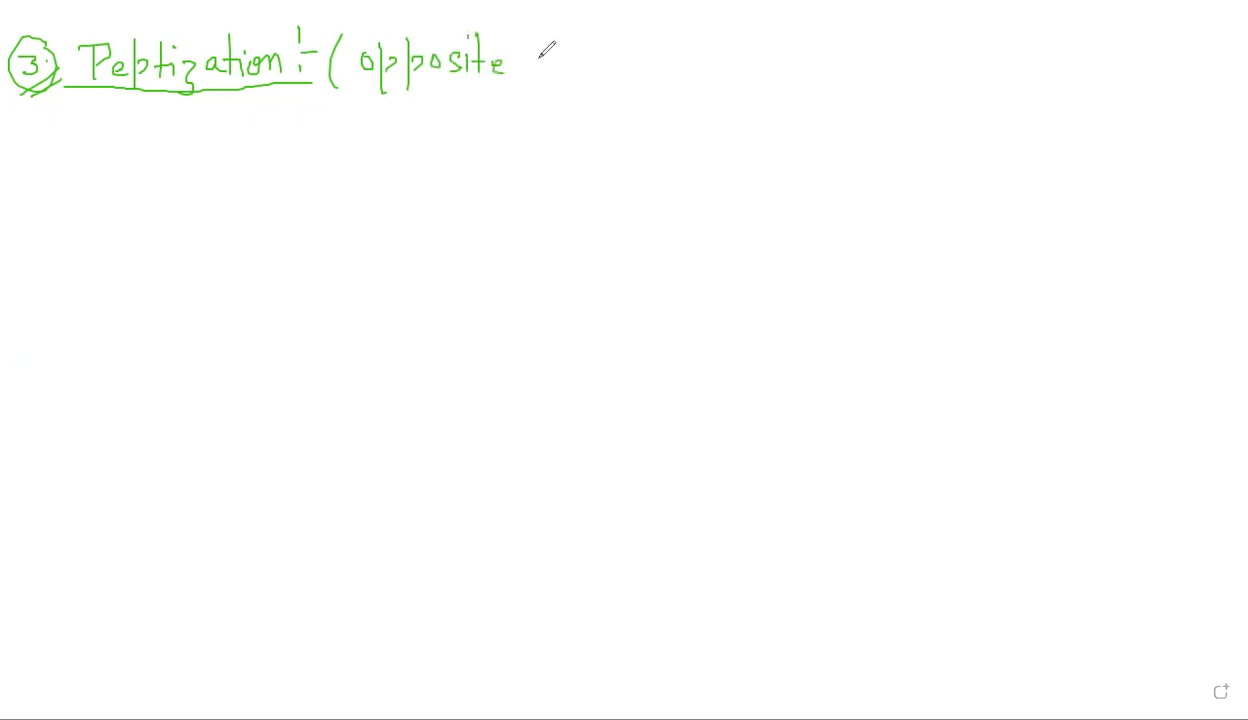 3. Peptization :- ( opposite